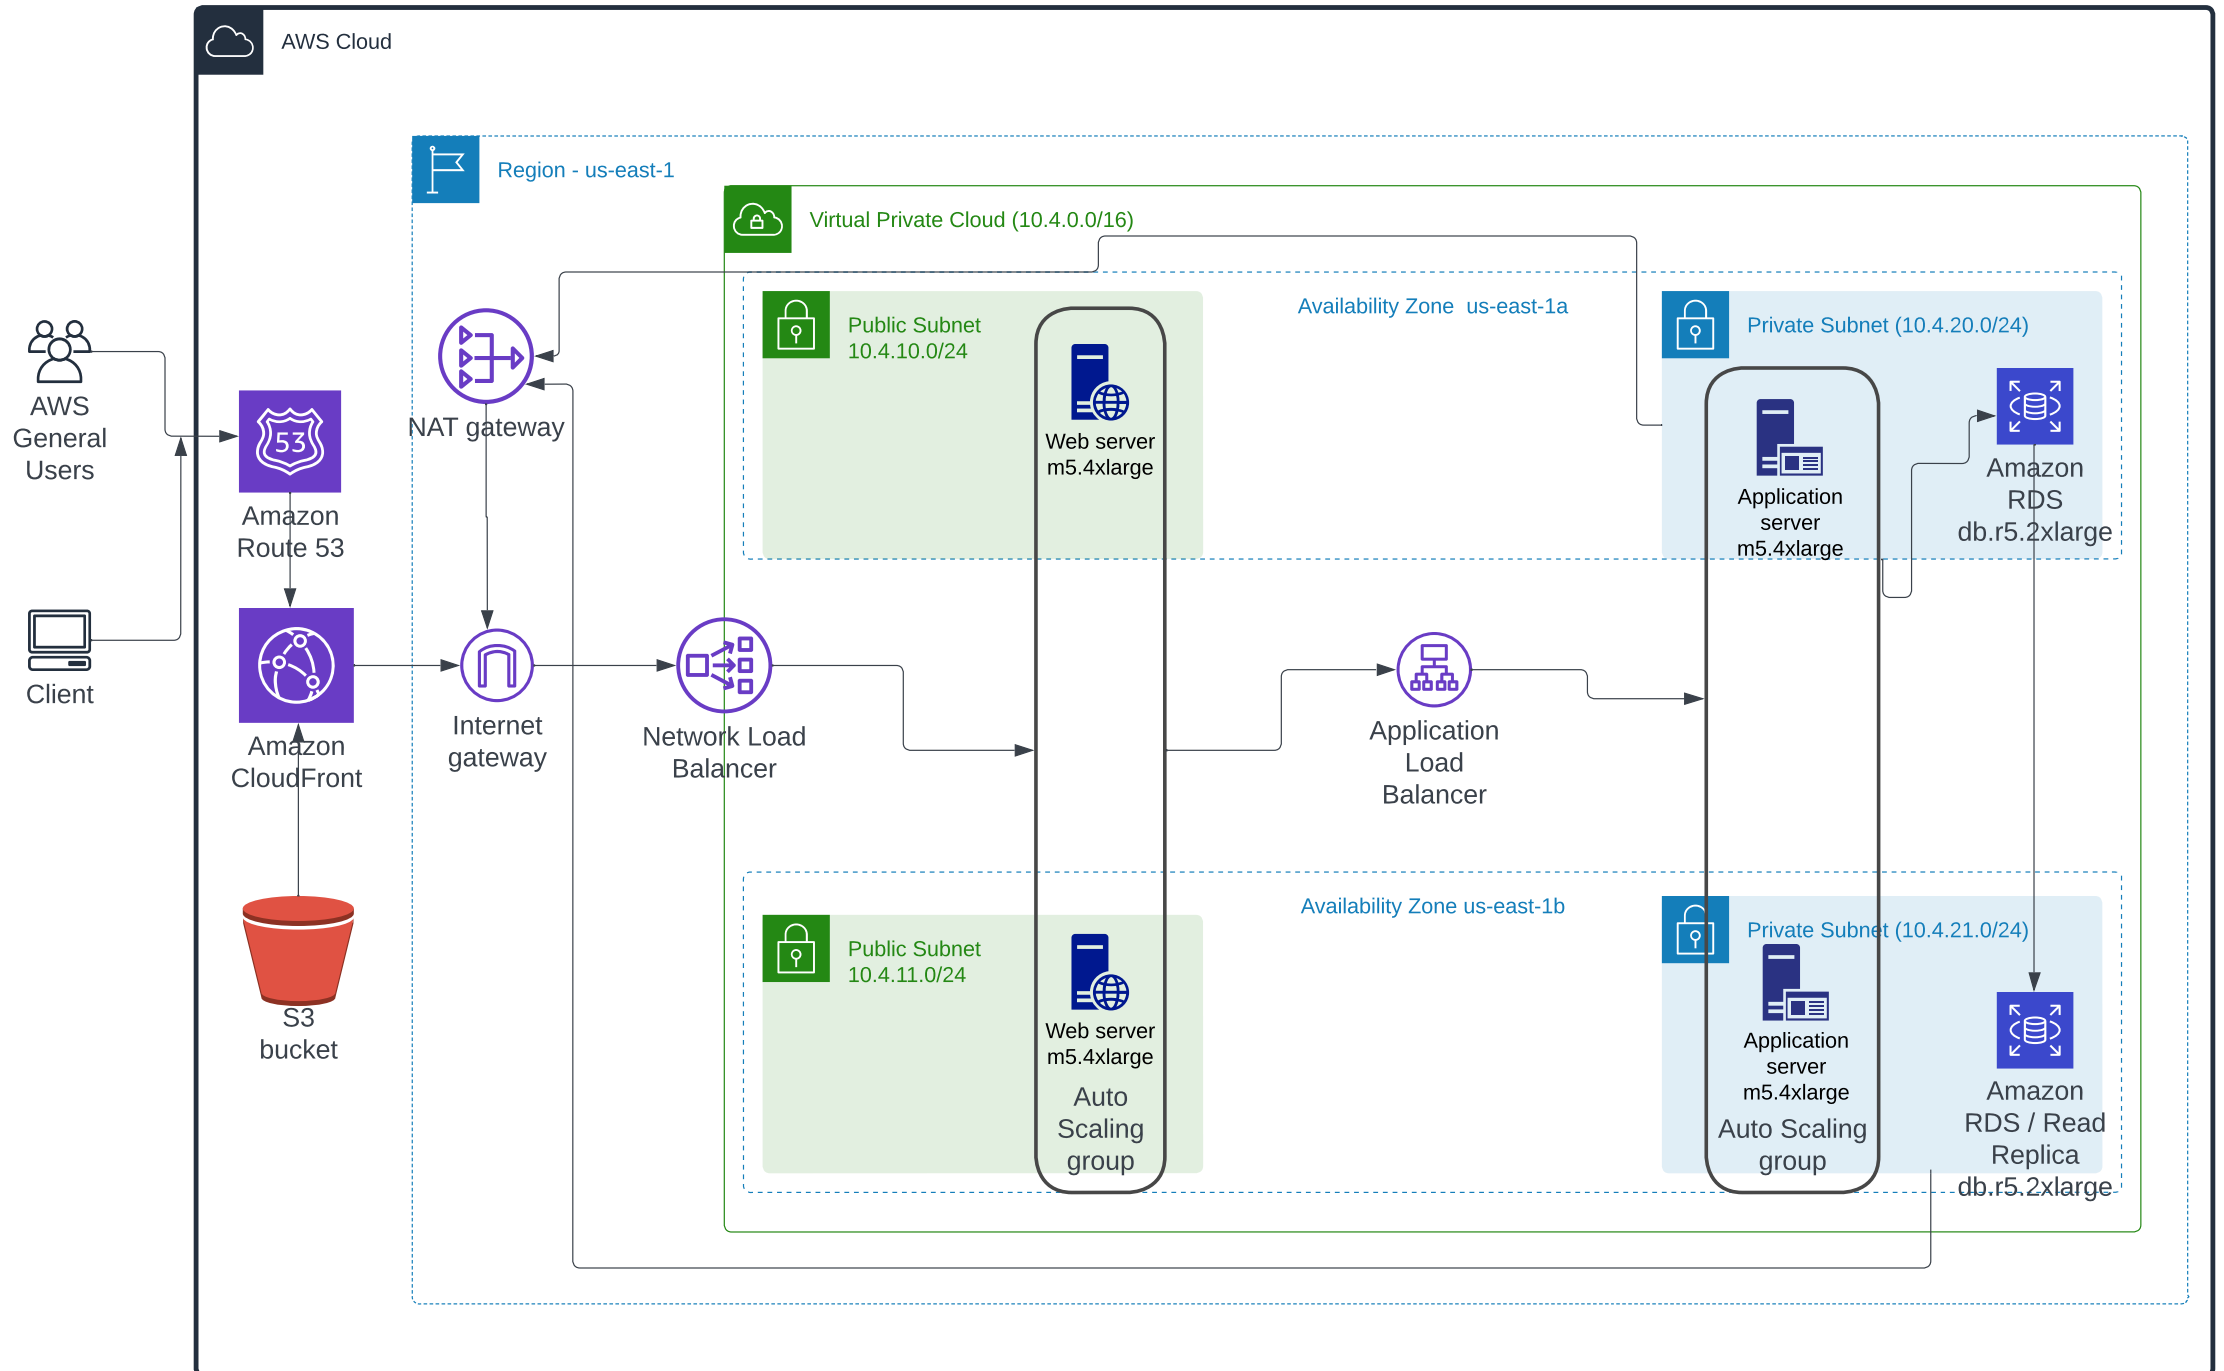 AWS Cloud
Region - us-east-1
Virtual Private Cloud (10.4.0.0/16)
Availability Zone  us-east-1a
Public Subnet
10.4.10.0/24
Private Subnet (10.4.20.0/24)
AWS
General
Users
53
Amazon
Route 53
NAT gateway
Web server
m5.4xlarge
Application
server
m5.4xlarge
Amazon
RDS
db.r5.2xlarge
Client
Amazon
CloudFront
Internet
gateway
Network Load
Balancer
Application
Load
Balancer
Availability Zone us-east-1b
Public Subnet
10.4.11.0/24
Private Subnet (10.4.21.0/24)
S3
bucket
Web server
m5.4xlarge
Auto
Scaling
group
Application
server
m5.4xlarge
Auto Scaling
group
Amazon
RDS / Read
Replica
db.r5.2xlarge